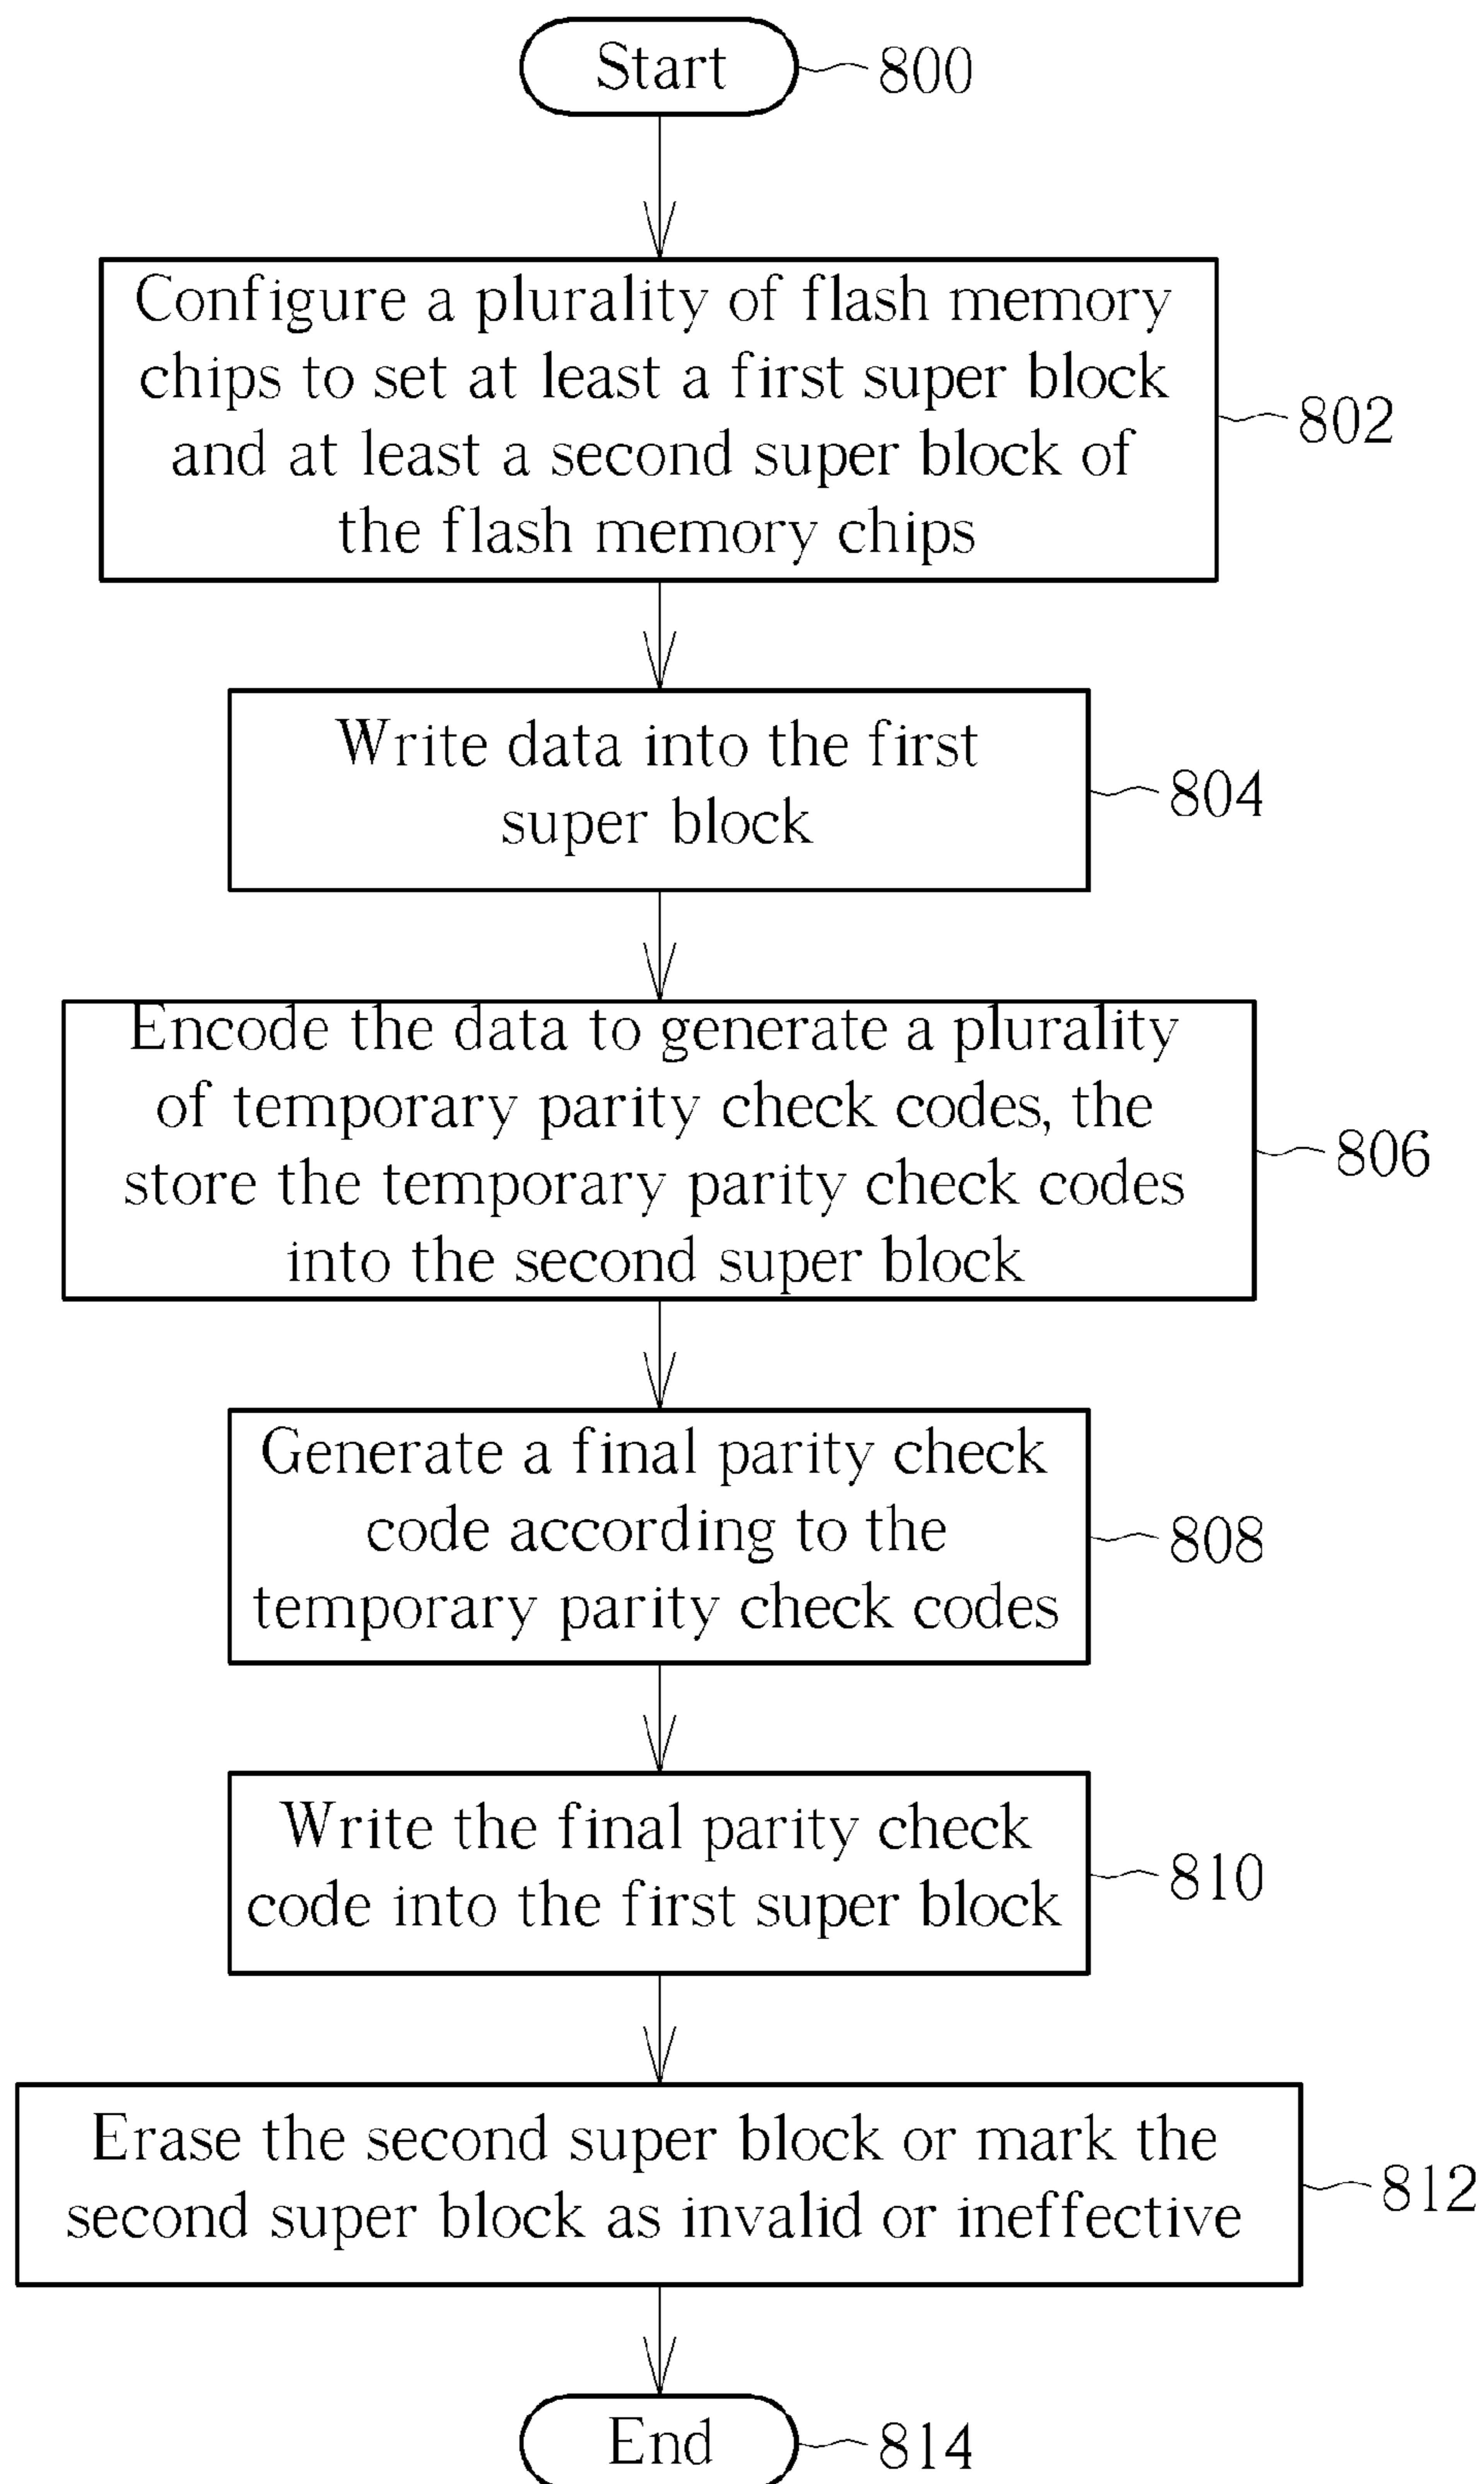 Start
800
Configure a plurality of flash memory
chips to set at least a first super block
and at least a second super block of
the flash memory chips
802
Write data into the first
super block
804
Encode the data to generate a plurality
of temporary parity check codes, the
store the temporary parity check codes
into the second super block
806
Generate a final parity check
code according to the
temporary parity check codes
808
Write the final parity check
code into the first super block
810
Erase the second super block or mark the
second super block as invalid or ineffective
812
End
814